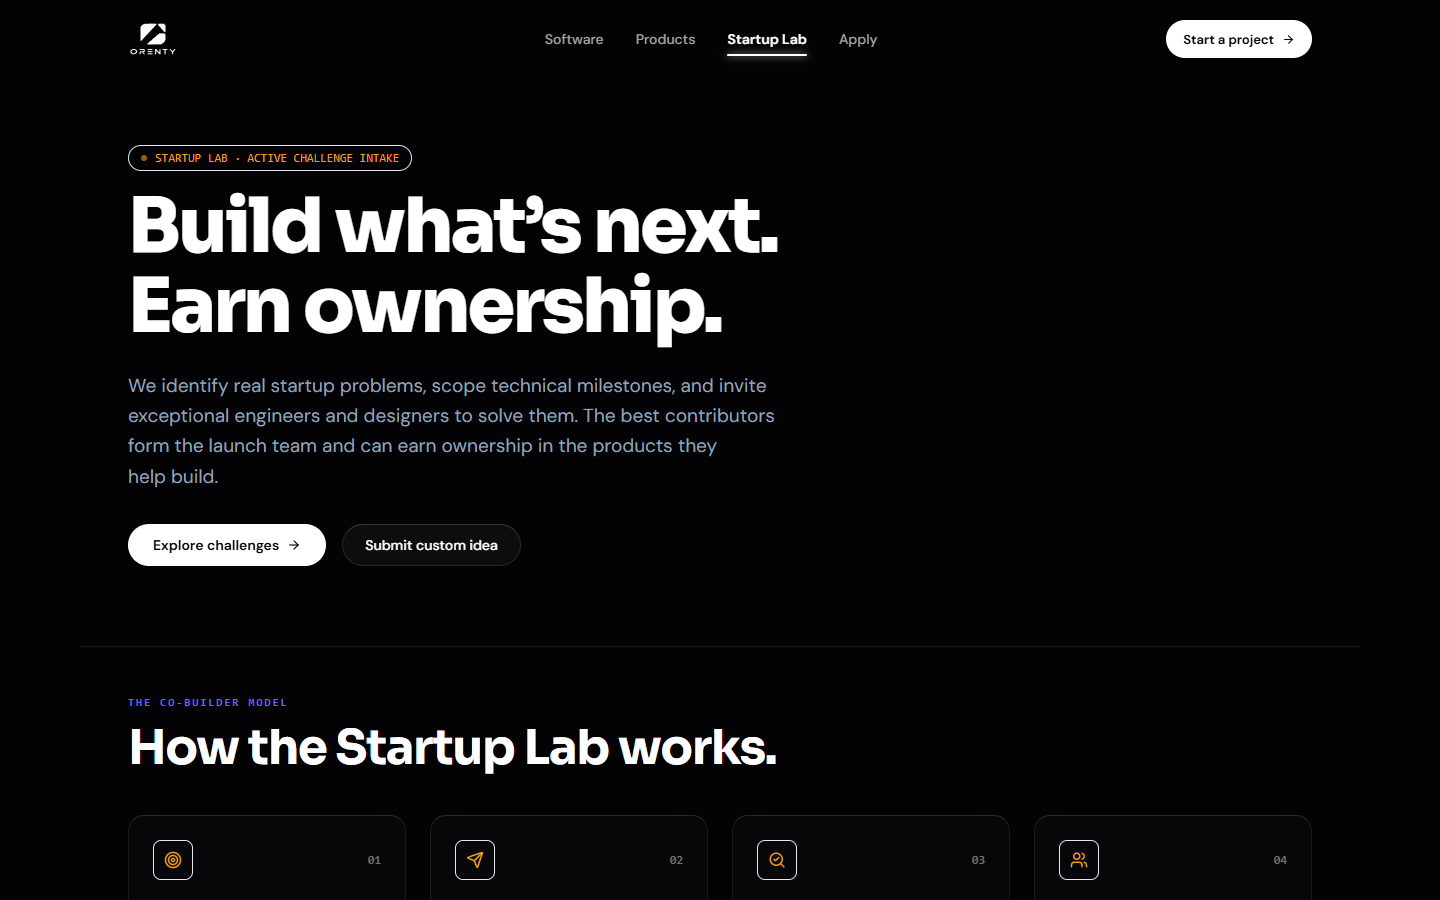 ORENTY
Software
Products
Startup Lab
Apply
Start a project →
STARTUP LAB · ACTIVE CHALLENGE INTAKE
Build what’s next.
Earn ownership.
We identify real startup problems, scope technical milestones, and invite
exceptional engineers and designers to solve them. The best contributors
form the launch team and can earn ownership in the products they
help build.
Explore challenges →
Submit custom idea
THE CO-BUILDER MODEL
How the Startup Lab works.
01
02
03
04